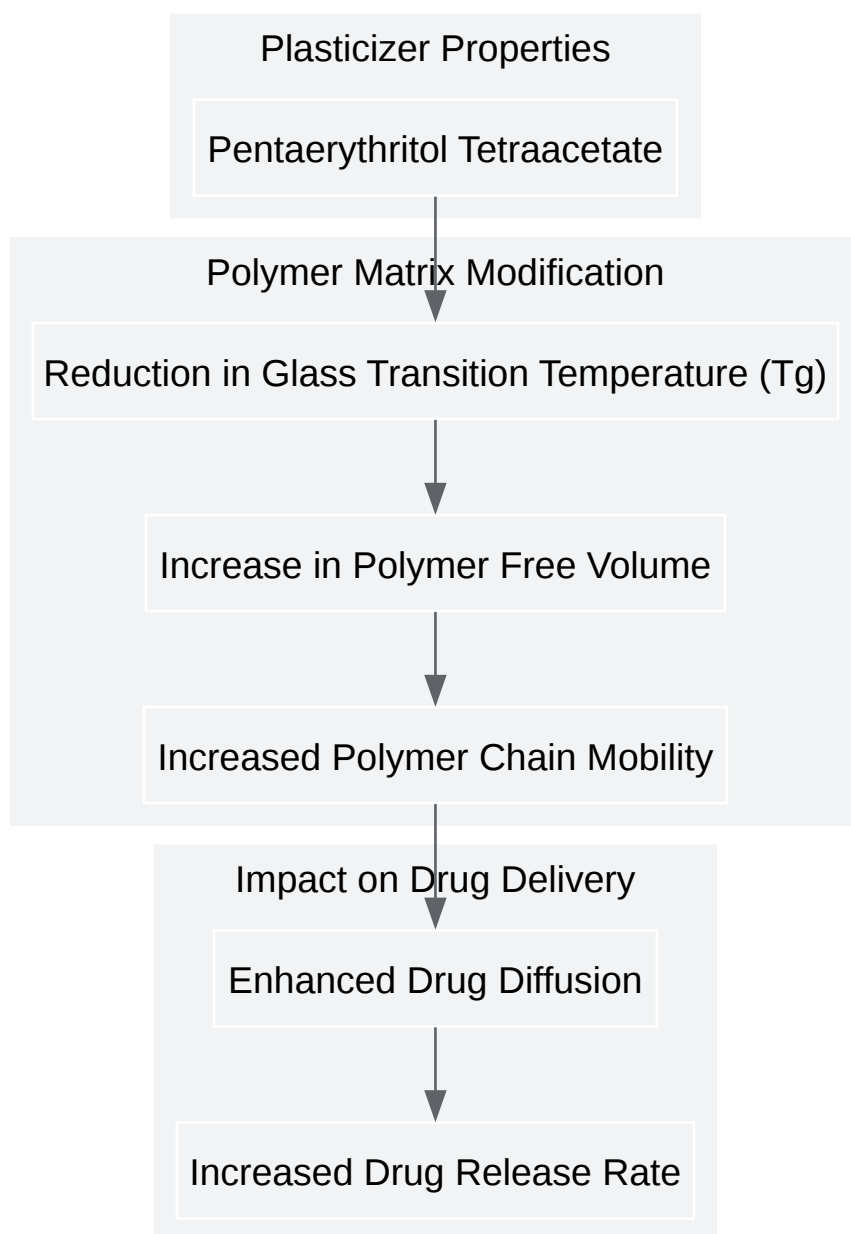 Plasticizer Properties
Pentaerythritol Tetraacetate
Polymer Matrix Modification
Reduction in Glass Transition Temperature (Tg)
Increase in Polymer Free Volume
Increased Polymer Chain Mobility
Impact on Drug Delivery
Enhanced Drug Diffusion
Increased Drug Release Rate